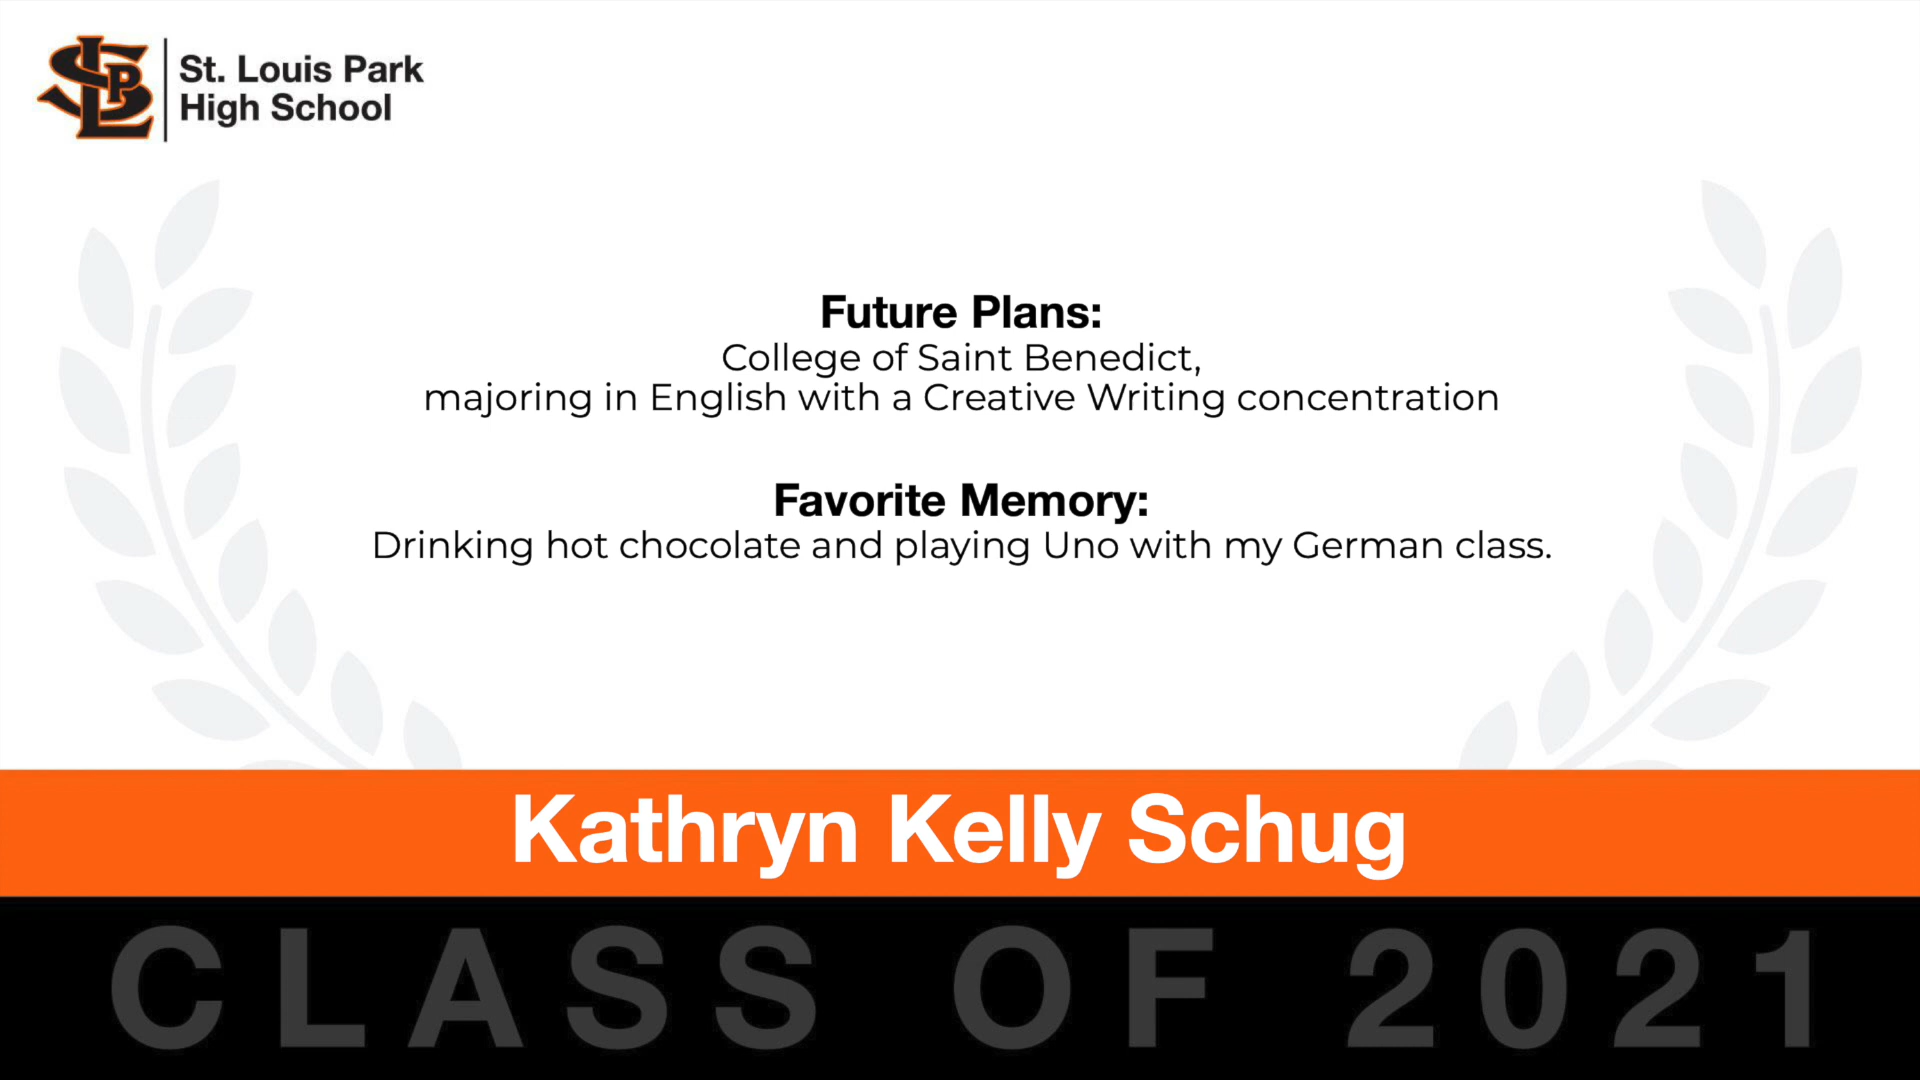 SLP
St. Louis Park
High School
Future Plans:
College of Saint Benedict,
majoring in English with a Creative Writing concentration
Favorite Memory:
Drinking hot chocolate and playing Uno with my German class.
Kathryn Kelly Schug
CLASS OF 2021